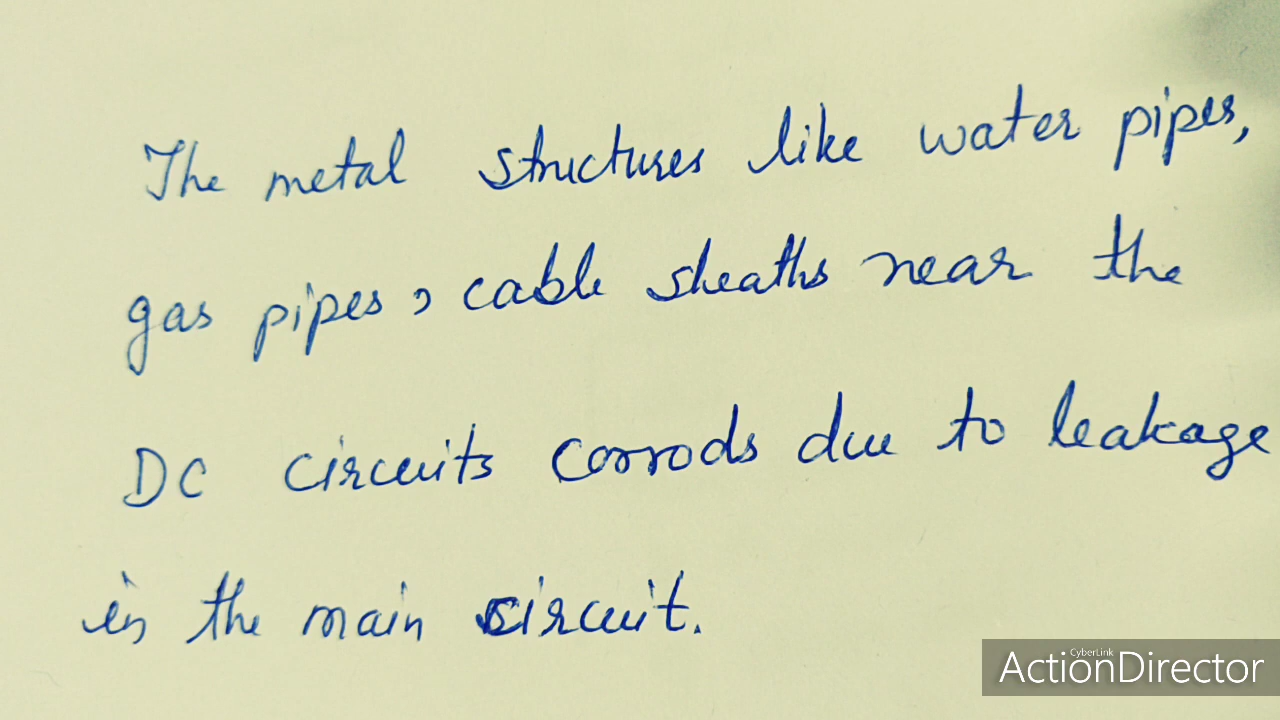 The metal structures like water pipes,
gas pipes, cable sheaths near the
DC circuits corrods due to leakage
in the main circuit.
CyberLink
ActionDirector